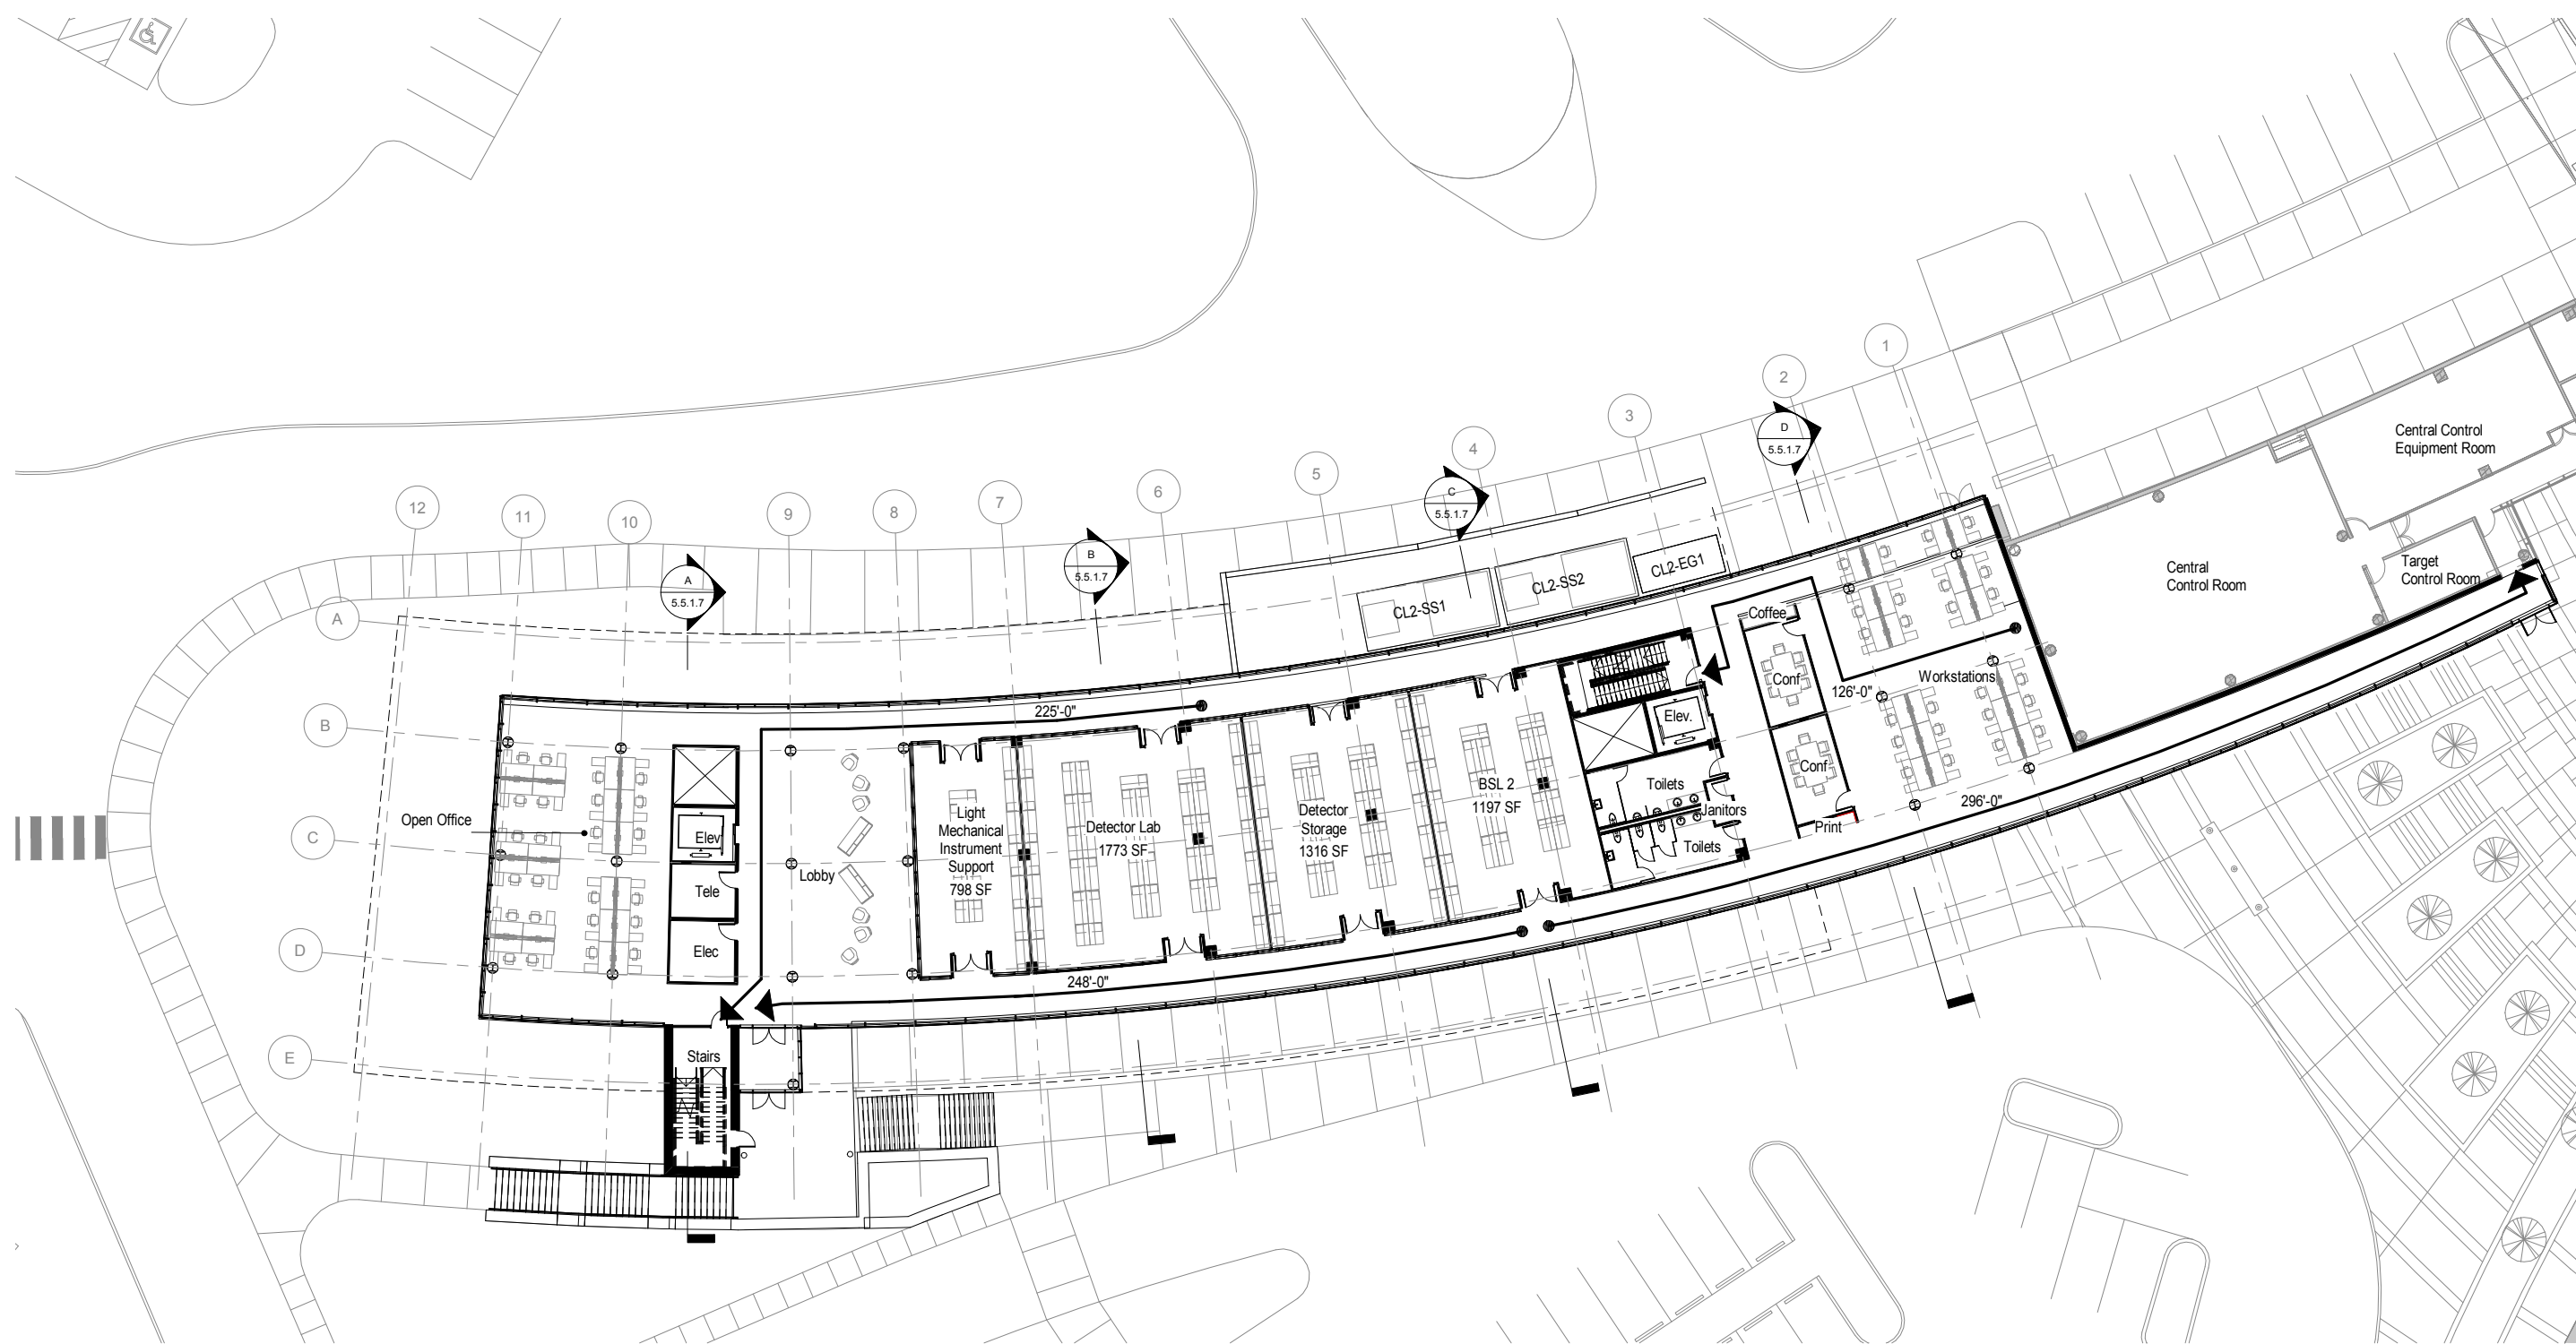 1
2
3
4
5
6
7
8
9
10
11
12
A
B
C
D
E
A
5.5.1.7
B
5.5.1.7
C
5.5.1.7
D
5.5.1.7
Central Control
Equipment Room
Central
Control Room
Target
Control Room
CL2-SS1
CL2-SS2
CL2-EG1
Coffee
Conf
Conf
Workstations
126'-0"
225'-0"
Elev.
Toilets
Janitors
Toilets
Print
296'-0"
BSL 2
1197 SF
Detector
Storage
1316 SF
Detector Lab
1773 SF
Light
Mechanical
Instrument
Support
798 SF
Open Office
Elev
Tele
Elec
Lobby
248'-0"
Stairs